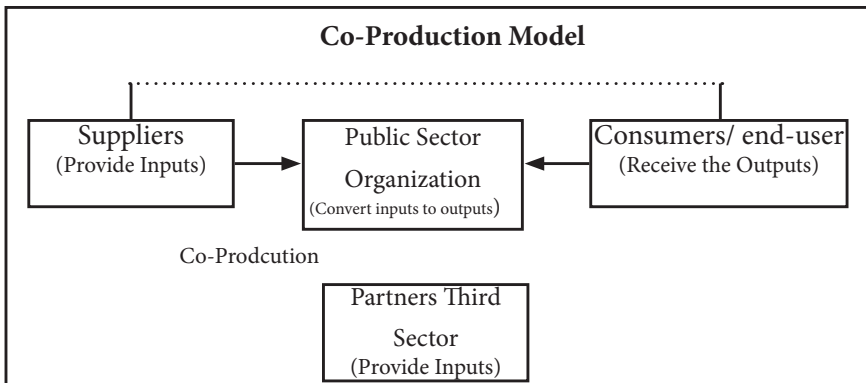 Co-Production Model
Suppliers
(Provide Inputs)
Public Sector
Organization
(Convert inputs to outputs)
Consumers/ end-user
(Receive the Outputs)
Co-Prodcution
Partners Third
Sector
(Provide Inputs)